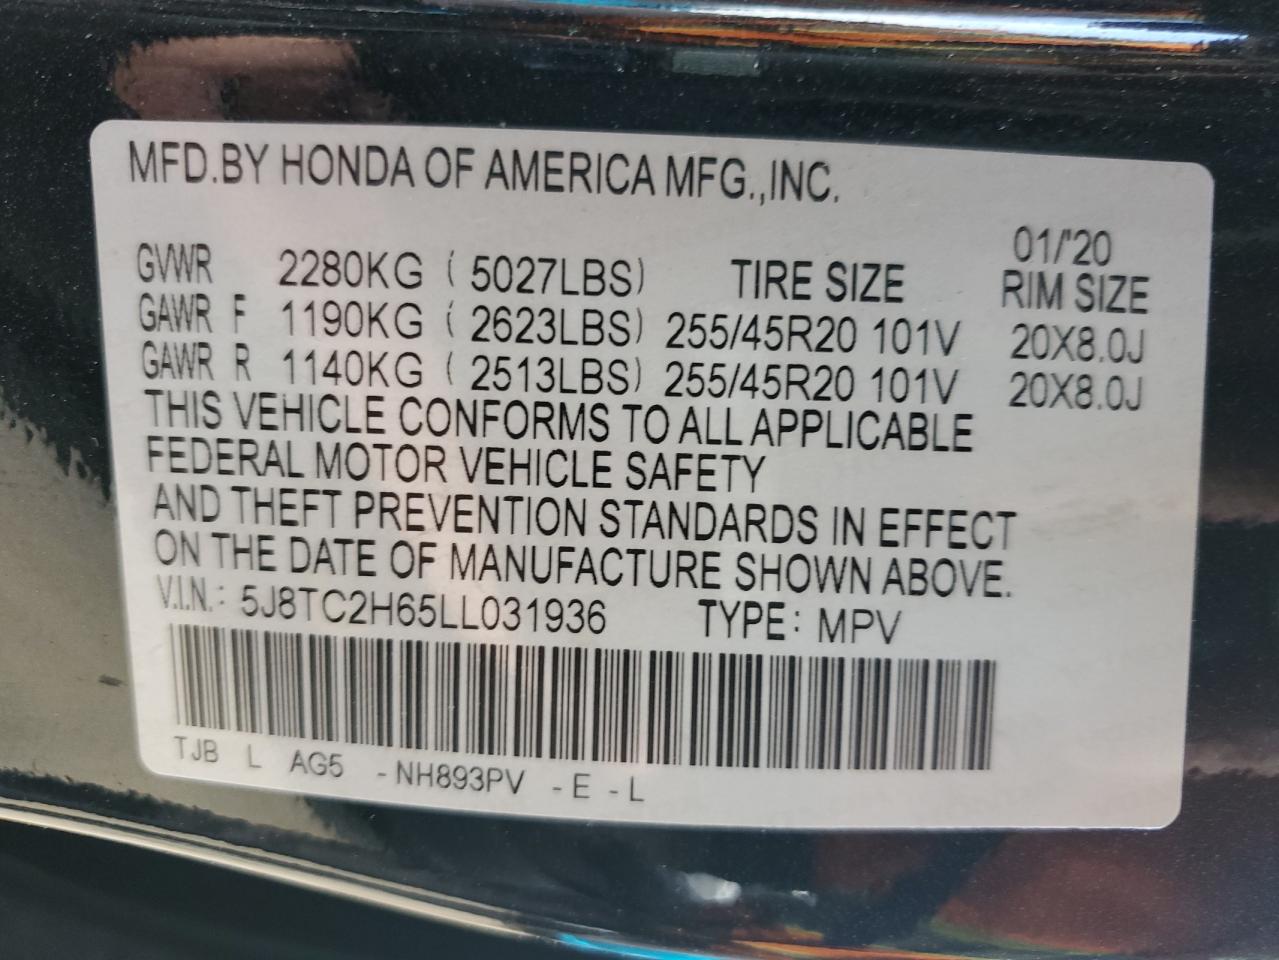 MFD.BY HONDA OF AMERICA MFG.,INC.
01/'20
GVWR 2280KG ( 5027LBS) TIRE SIZE RIM SIZE
GAWR F 1190KG ( 2623LBS) 255/45R20 101V 20X8.0J
GAWR R 1140KG ( 2513LBS) 255/45R20 101V 20X8.0J
THIS VEHICLE CONFORMS TO ALL APPLICABLE
FEDERAL MOTOR VEHICLE SAFETY
AND THEFT PREVENTION STANDARDS IN EFFECT
ON THE DATE OF MANUFACTURE SHOWN ABOVE.
V.I.N.: 5J8TC2H65LL031936 TYPE: MPV
TJB L AG5 -NH893PV -E -L